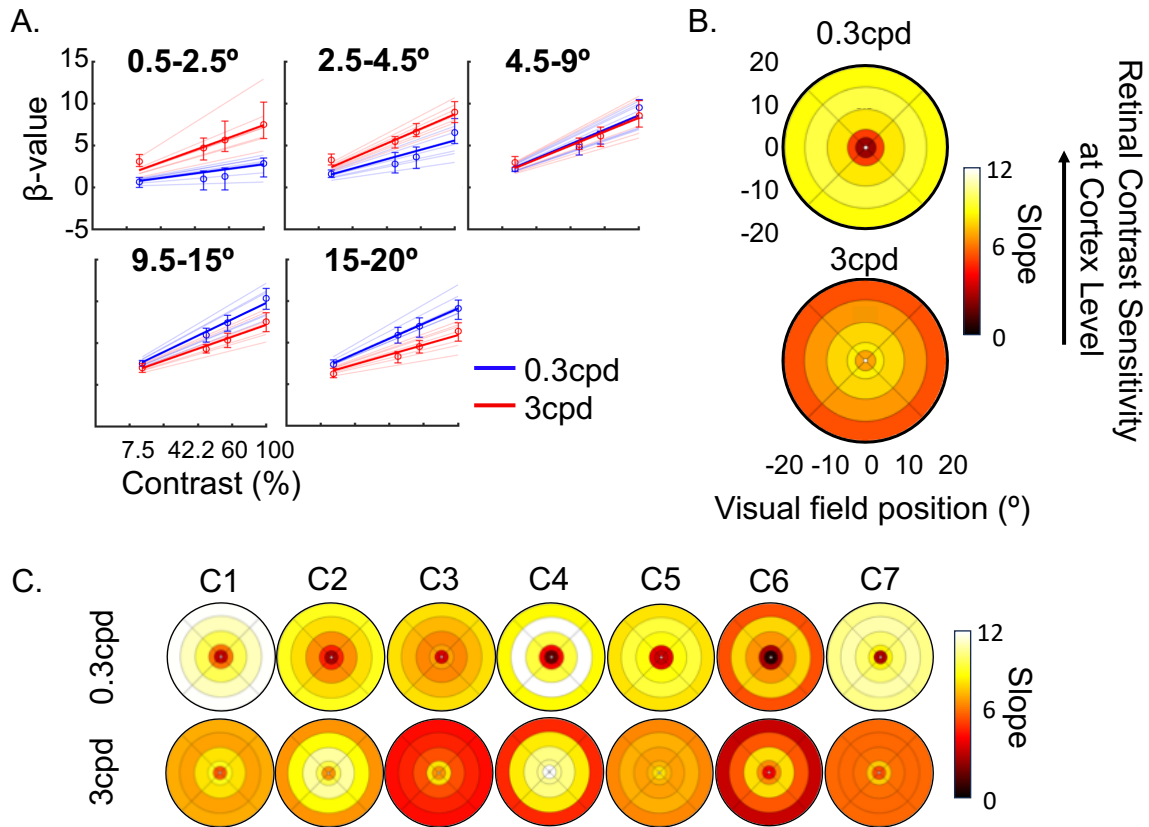 A.
0.5-2.5º
2.5-4.5º
4.5-9º
15
10
5
0
-5
β-value
9.5-15º
15-20º
0.3cpd
3cpd
7.5 42.2 60 100
Contrast (%)
B.
0.3cpd
20
10
0
-10
-20
3cpd
-20 -10 0 10 20
Visual field position (º)
12
6
0
Slope
Retinal Contrast Sensitivity
at Cortex Level
C.
C1 C2 C3 C4 C5 C6 C7
0.3cpd
3cpd
12
6
0
Slope